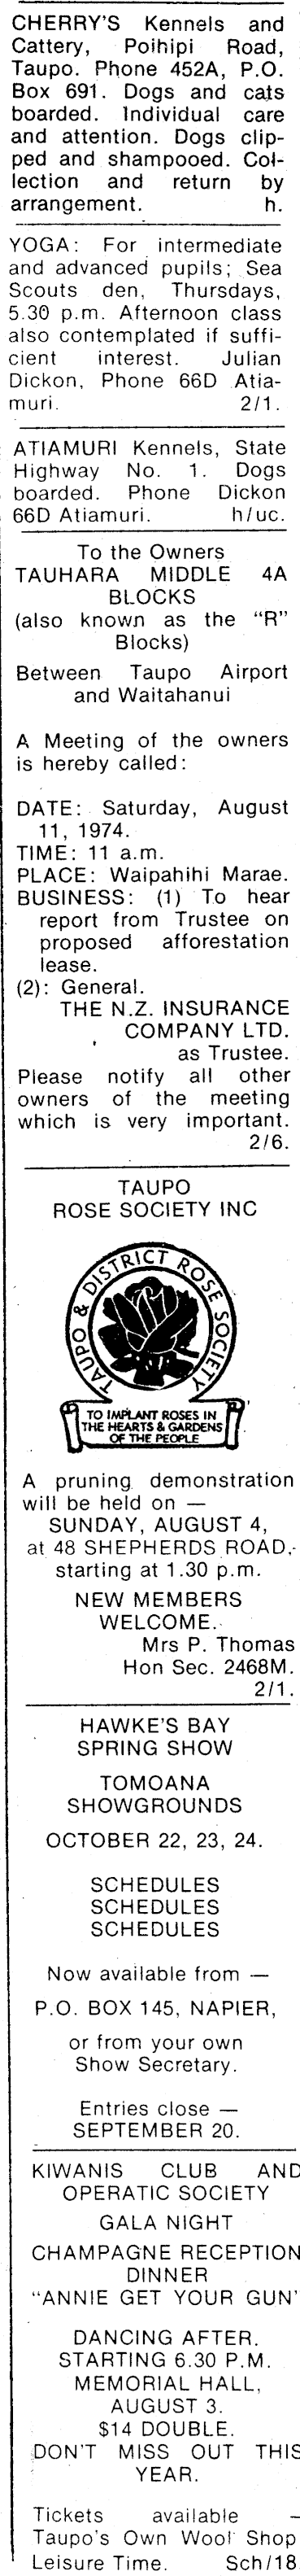 CHERRY'S Kennels and
Cattery, Poihipi Road,
Taupo. Phone 452A, P.O.
Box 691. Dogs and cats
boarded. Individual care
and attention. Dogs clip-
ped and shampooed. Col-
lection and return by
arrangement. h.
YOGA: For intermediate
and advanced pupils; Sea
Scouts den, Thursdays,
5.30 p.m. Afternoon class
also contemplated if suffi-
cient interest. Julian
Dickon, Phone 66D Atia-
muri. 2/1.
ATIAMURI Kennels, State
Highway No. 1. Dogs
boarded. Phone Dickon
66D Atiamuri. h/uc.
To the Owners
TAUHARA MIDDLE 4A
BLOCKS
(also known as the "R"
Blocks)
Between Taupo Airport
and Waitahanui
A Meeting of the owners
is hereby called:
DATE: Saturday, August
11, 1974.
TIME: 11 a.m.
PLACE: Waipahihi Marae.
BUSINESS: (1) To hear
report from Trustee on
proposed afforestation
lease.
(2): General.
THE N.Z. INSURANCE
COMPANY LTD.
as Trustee.
Please notify all other
owners of the meeting
which is very important.
2/6.
TAUPO
ROSE SOCIETY INC
TAUPO & DISTRICT ROSE SOCIETY
TO IMPLANT ROSES IN
THE HEARTS & GARDENS
OF THE PEOPLE
A pruning demonstration
will be held on —
SUNDAY, AUGUST 4,
at 48 SHEPHERDS ROAD,
starting at 1.30 p.m.
NEW MEMBERS
WELCOME.
Mrs P. Thomas
Hon Sec. 2468M.
2/1.
HAWKE'S BAY
SPRING SHOW
TOMOANA
SHOWGROUNDS
OCTOBER 22, 23, 24.
SCHEDULES
SCHEDULES
SCHEDULES
Now available from —
P.O. BOX 145, NAPIER,
or from your own
Show Secretary.
Entries close —
SEPTEMBER 20.
KIWANIS CLUB AND
OPERATIC SOCIETY
GALA NIGHT
CHAMPAGNE RECEPTION
DINNER
"ANNIE GET YOUR GUN"
DANCING AFTER.
STARTING 6.30 P.M.
MEMORIAL HALL,
AUGUST 3.
$14 DOUBLE.
DON'T MISS OUT THIS
YEAR.
Tickets available —
Taupo's Own Wool Shop
Leisure Time. Sch/18